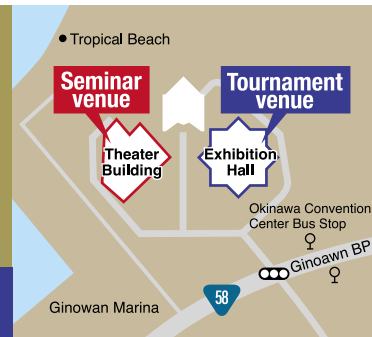 Tropical Beach
Seminar
venue
Tournament
venue
Theater
Building
Exhibition
Hall
Okinawa Convention
Center Bus Stop
Ginoawn BP
58
Ginowan Marina